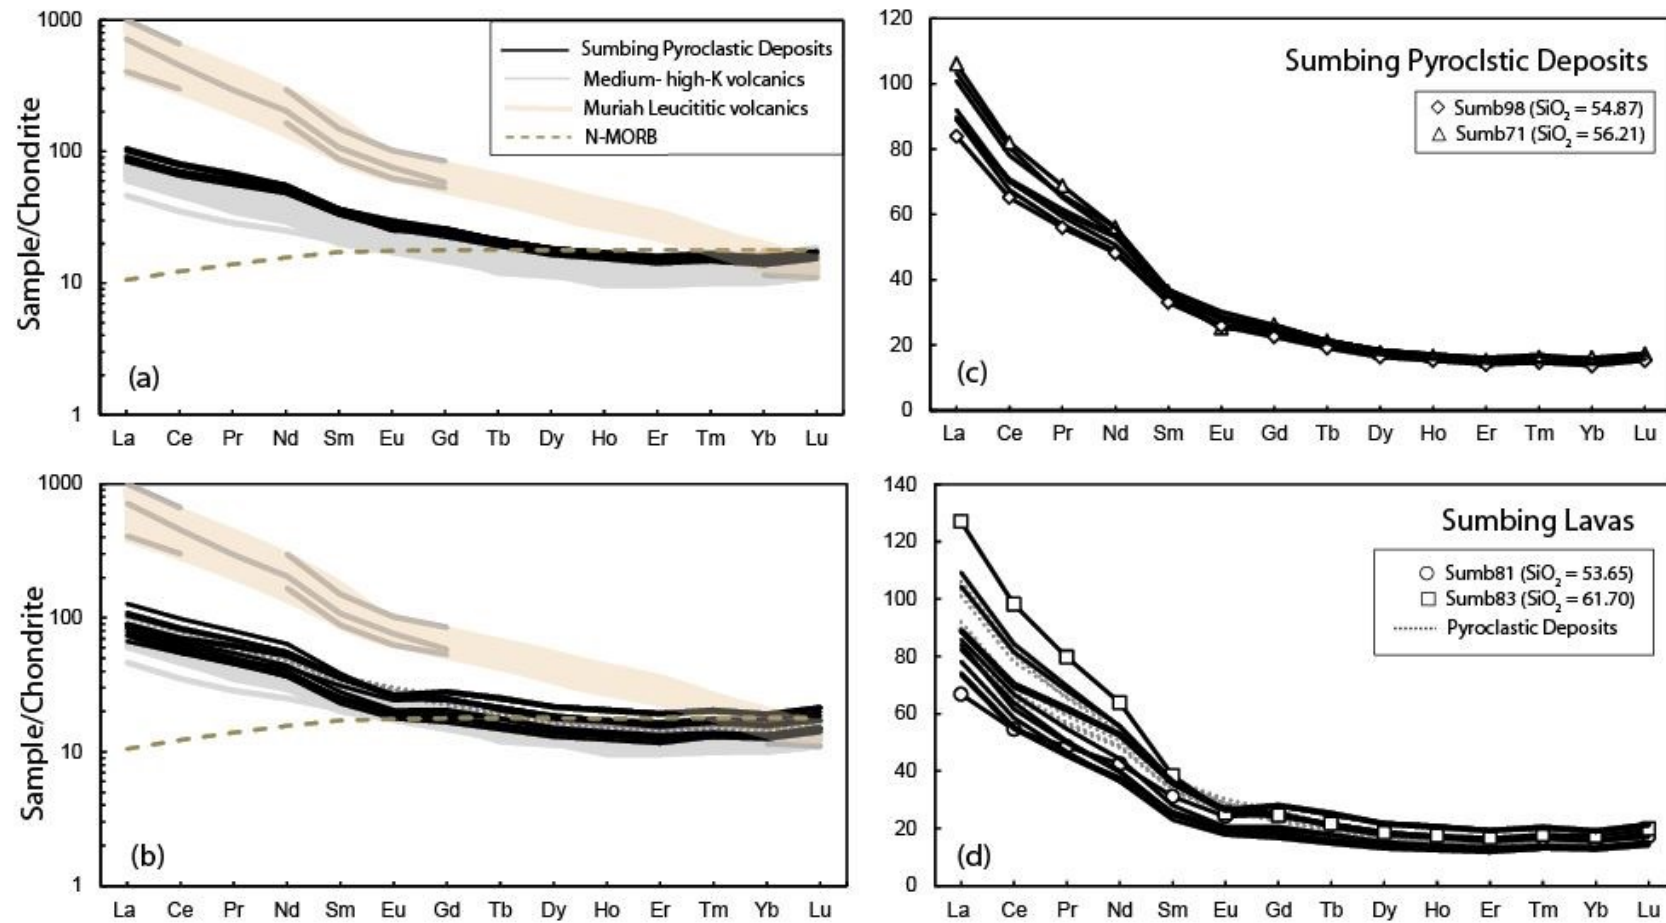 Sample/Chondrite
1000
100
10
1
Sumbing Pyroclastic Deposits
Medium- high-K volcanics
Muriah Leucititic volcanics
N-MORB
(a)
La Ce Pr Nd Sm Eu Gd Tb Dy Ho Er Tm Yb Lu
120
100
80
60
40
20
0
Sumbing Pyroclstic Deposits
Sumb98 (SiO₂ = 54.87)
Sumb71 (SiO₂ = 56.21)
(c)
La Ce Pr Nd Sm Eu Gd Tb Dy Ho Er Tm Yb Lu
Sample/Chondrite
1000
100
10
1
(b)
La Ce Pr Nd Sm Eu Gd Tb Dy Ho Er Tm Yb Lu
140
120
100
80
60
40
20
0
Sumbing Lavas
Sumb81 (SiO₂ = 53.65)
Sumb83 (SiO₂ = 61.70)
Pyroclastic Deposits
(d)
La Ce Pr Nd Sm Eu Gd Tb Dy Ho Er Tm Yb Lu